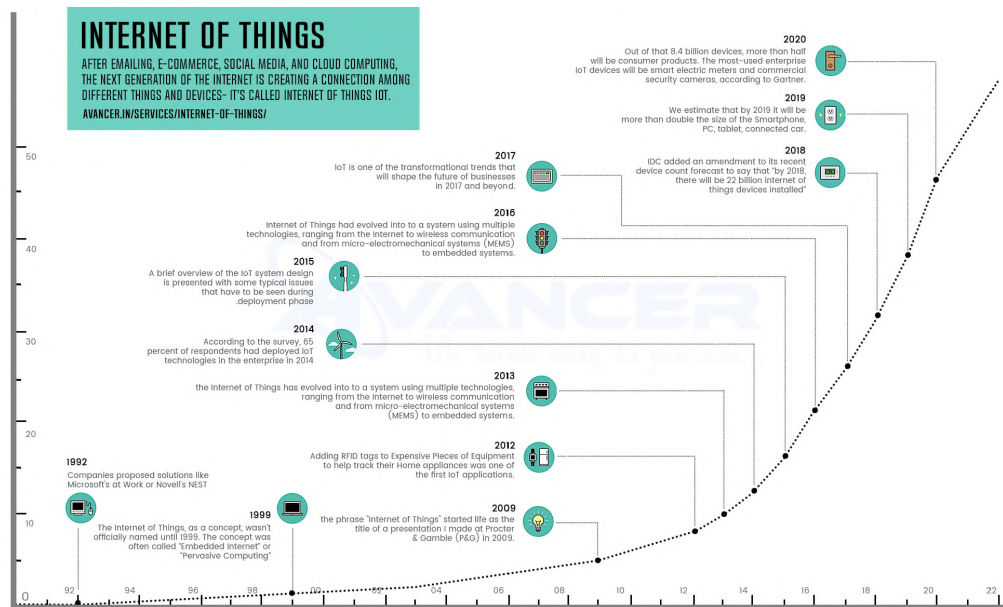 INTERNET OF THINGS
AFTER EMAILING, E-COMMERCE, SOCIAL MEDIA, AND CLOUD COMPUTING,
THE NEXT GENERATION OF THE INTERNET IS CREATING A CONNECTION AMONG
DIFFERENT THINGS AND DEVICES- IT'S CALLED INTERNET OF THINGS IOT.
AVANCER.IN/SERVICES/INTERNET-OF-THINGS/
2020
Out of that 8.4 billion devices, more than half
will be consumer products. The most-used enterprise
IoT devices will be smart electric meters and commercial
security cameras, according to Gartner.
2019
We estimate that by 2019 it will be
more than double the size of the Smartphone,
PC, tablet, connected car.
2018
IDC added an amendment to its recent
device count forecast to say that "by 2018,
there will be 22 billion Internet of
things devices installed"
2017
IoT is one of the transformational trends that
will shape the future of businesses
in 2017 and beyond.
2016
Internet of Things had evolved into to a system using multiple
technologies, ranging from the Internet to wireless communication
and from micro-electromechanical systems (MEMS)
to embedded systems.
2015
A brief overview of the IoT system design
is presented with some typical issues
that have to be seen during
.deployment phase
2014
According to the survey, 65
percent of respondents had deployed IoT
technologies in the enterprise in 2014
2013
the Internet of Things has evolved into to a system using multiple technologies,
ranging from the Internet to wireless communication
and from micro-electromechanical systems
(MEMS) to embedded systems.
2012
Adding RFID tags to Expensive Pieces of Equipment
to help track their Home appliances was one of
the first IoT applications.
2009
the phrase "Internet of Things" started life as the
title of a presentation I made at Procter
& Gamble (P&G) in 2009.
1992
Companies proposed solutions like
Microsoft's at Work or Novell's NEST
1999
The Internet of Things, as a concept, wasn't
officially named until 1999. The concept was
often called "Embedded Internet" or
"Pervasive Computing"
AVANCER
We know only to proceed..
50
40
30
20
10
0
92 94 96 98 00 02 04 06 08 10 12 14 16 18 20 22